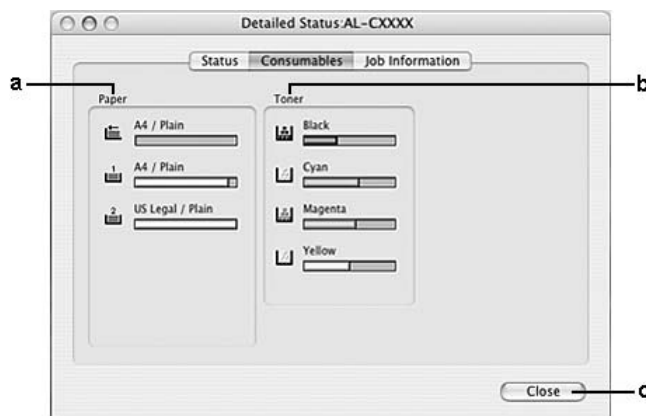 Detailed Status:AL-CXXXX
Status Consumables Job Information
a
b
Paper
A4 / Plain
1
A4 / Plain
2
US Legal / Plain
Toner
Black
Cyan
Magenta
Yellow
Close
c